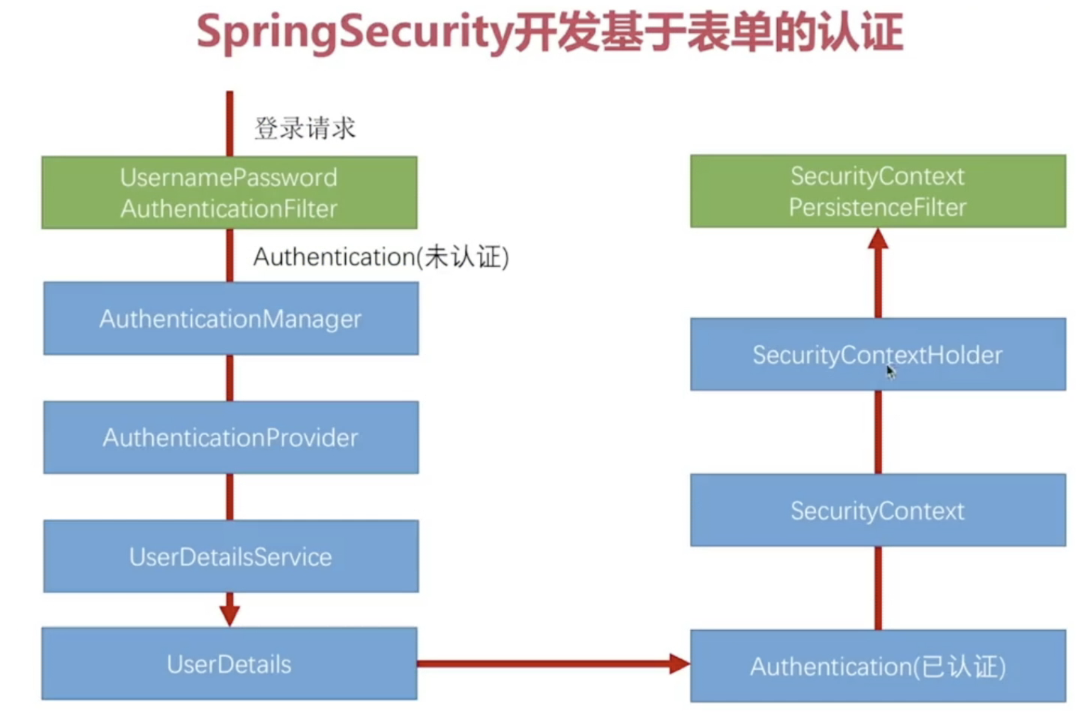 SpringSecurity开发基于表单的认证
登录请求
UsernamePassword
AuthenticationFilter
Authentication(未认证)
AuthenticationManager
AuthenticationProvider
UserDetailsService
UserDetails
SecurityContext
PersistenceFilter
SecurityContextHolder
SecurityContext
Authentication(已认证)